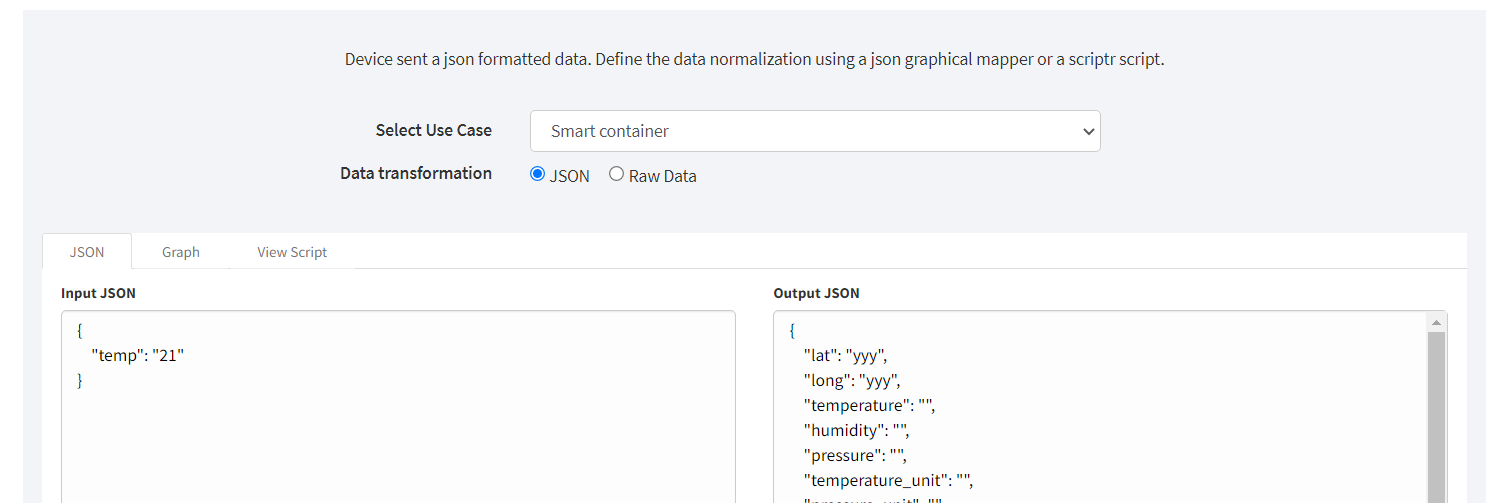 Device sent a json formatted data. Define the data normalization using a json graphical mapper or a scriptr script.
Select Use Case
Smart container
Data transformation
JSON
Raw Data
JSON
Graph
View Script
Input JSON
{
"temp": "21"
}
Output JSON
{
"lat": "yyy",
"long": "yyy",
"temperature": "",
"humidity": "",
"pressure": "",
"temperature_unit": "",